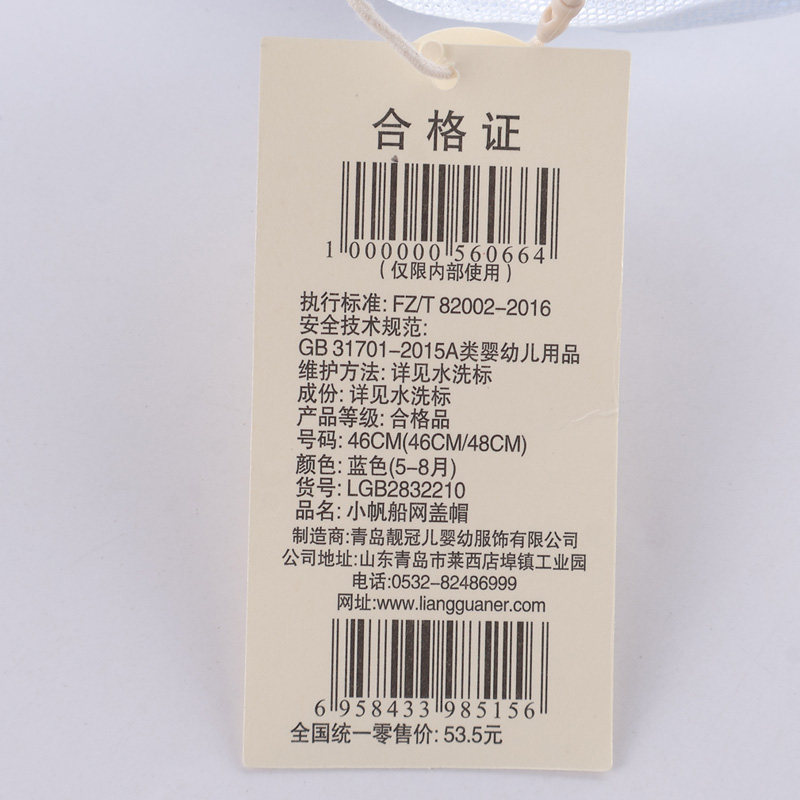 合格证
1 000000 560664
(仅限内部使用)
执行标准: FZ/T 82002-2016
安全技术规范:
GB 31701-2015A类婴幼儿用品
维护方法: 详见水洗标
成份: 详见水洗标
产品等级: 合格品
号码: 46CM(46CM/48CM)
颜色: 蓝色(5-8月)
货号: LGB2832210
品名: 小帆船网盖帽
制造商:青岛靓冠儿婴幼服饰有限公司
公司地址:山东青岛市莱西店埠镇工业园
电话:0532-82486999
网址:www.liangguaner.com
6 958433 985156
全国统一零售价: 53.5元